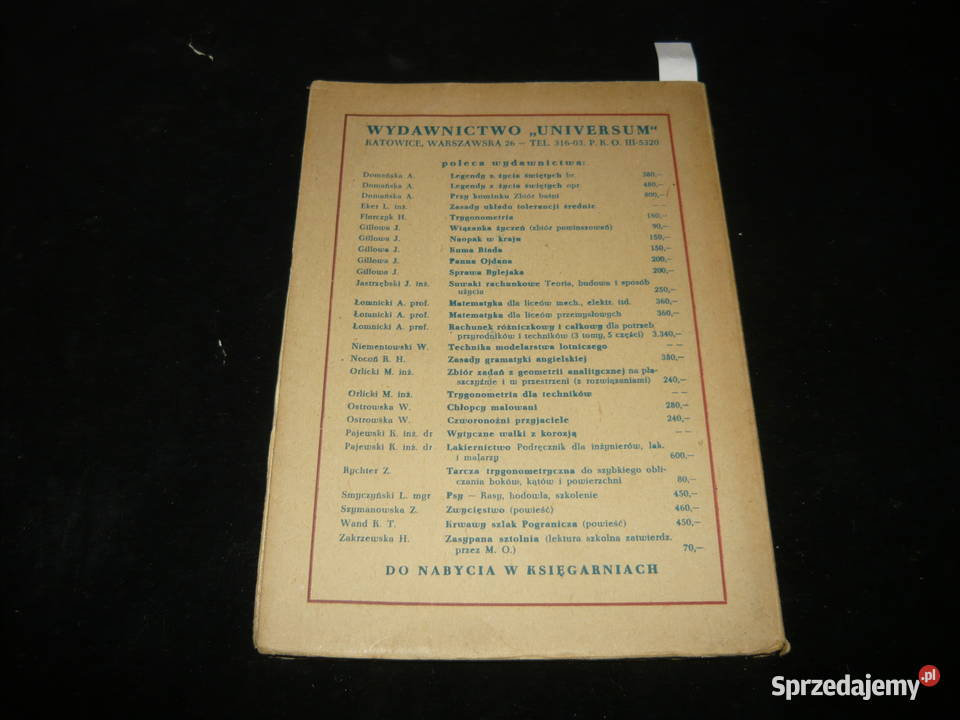 WYDAWNICTWO „UNIVERSUM"
KATOWICE, WARSZAWSKA 26 – TEL. 316-03. P. K. O. III-5320
poleca wydawnictwa:
Domańska A. Legendy z życia świętych br. 380,–
Domańska A. Legendy z życia świętych opr. 480,–
Domańska A. Przy kominku Zbiór baśni 800,–
Eker L. inż. Zasady układu tolerancji średnic – –
Florczyk H. Trygonometria 180,–
Gillowa J. Wiązanka życzeń (zbiór powinszowań) 90,–
Gillowa J. Naopak w kraju 150,–
Gillowa J. Kuma Biada 150,–
Gillowa J. Panna Ojdana 200,–
Gillowa J. Sprawa Bylejaka 200,–
Jastrzębski J. inż. Suwaki rachunkowe Teoria, budowa i sposób
użycia 250,–
Łomnicki A. prof. Matematyka dla liceów mech., elektr. itd. 360,–
Łomnicki A. prof. Matematyka dla liceów przemysłowych 360,–
Łomnicki A. prof. Rachunek różniczkowy i całkowy dla potrzeb
przyrodników i techników (3 tomy, 5 części) 3.340,–
Niementowski W. Technika modelarstwa lotniczego – –
Nocoń R. H. Zasady gramatyki angielskiej 380,–
Orlicki M. inż. Zbiór zadań z geometrii analitycznej na pła-
szczyźnie i w przestrzeni (z rozwiązaniami) 240,–
Orlicki M. inż. Trygonometria dla techników – –
Ostrowska W. Chłopcy malowani 280,–
Ostrowska W. Czworonożni przyjaciele 240,–
Pajewski K. inż. dr Wytyczne walki z korozją – –
Pajewski K. inż. dr Lakiernictwo Podręcznik dla inżynierów, lak.
i malarzy 600,–
Rychter Z. Tarcza trygonometryczna do szybkiego obli-
czania boków, kątów i powierzchni 80,–
Smyczyński L. mgr Psy – Rasy, hodowla, szkolenie 450,–
Szymanowska Z. Zwycięstwo (powieść) 460,–
Wand K. T. Krwawy szlak Pogranicza (powieść) 450,–
Zakrzewska H. Zasypana sztolnia (lektura szkolna zatwierdz.
przez M. O.) 70,–
DO NABYCIA W KSIĘGARNIACH
Sprzedajemy.pl